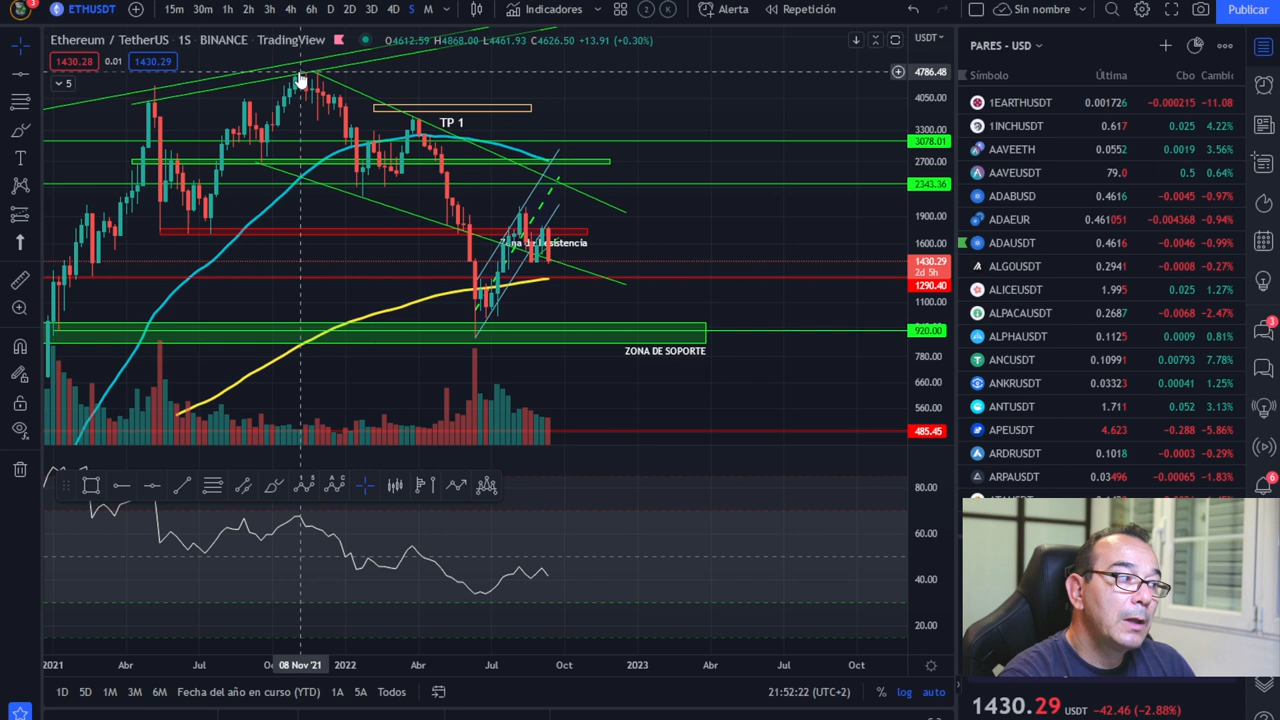 3 ETHUSDT 15m 30m 1h 2h 3h 4h 6h D 2D 3D 4D S M Indicadores 2 Alerta Repetición Sin nombre Publicar
Ethereum / TetherUS · 1S · BINANCE · TradingView O4612.59 H4868.00 L4461.93 C4626.50 +13.91 (+0.30%) USDT
1430.28 0.01 1430.29
5
4786.48
4050.00
TP 1
3300.00
3078.01
2700.00
2343.36
1900.00
Zona de Resistencia
1600.00
1430.29
2d 5h
1290.40
1100.00
920.00
ZONA DE SOPORTE
780.00
660.00
560.00
485.45
80.00
60.00
40.00
20.00
2021 Abr Jul 08 Nov '21 2022 Abr Jul Oct 2023 Abr Jul Oct
1D 5D 1M 3M 6M Fecha del año en curso (YTD) 1A 5A Todos 21:52:22 (UTC+2) % log auto
PARES - USD
Símbolo Última Cbo Cambio
1EARTHUSDT 0.001726 -0.000215 -11.08
1INCHUSDT 0.617 0.025 4.22%
AAVEETH 0.0552 0.0019 3.56%
AAVEUSDT 79.0 0.5 0.64%
ADABUSD 0.4616 -0.0045 -0.97%
ADAEUR 0.461051 -0.004368 -0.94%
ADAUSDT 0.4616 -0.0046 -0.99%
ALGOUSDT 0.2941 -0.0008 -0.27%
ALICEUSDT 1.995 0.025 1.27%
ALPACAUSDT 0.2687 -0.0068 -2.47%
ALPHAUSDT 0.1125 0.0009 0.81%
ANCUSDT 0.1099 0.00793 7.78%
ANKRUSDT 0.03323 0.00041 1.25%
ANTUSDT 1.711 0.052 3.13%
APEUSDT 4.623 -0.288 -5.86%
ARDRUSDT 0.1018 -0.0003 -0.29%
ARPAUSDT 0.03496 -0.00065 -1.83%
3
6
1430.29 USDT -42.46 (-2.88%)